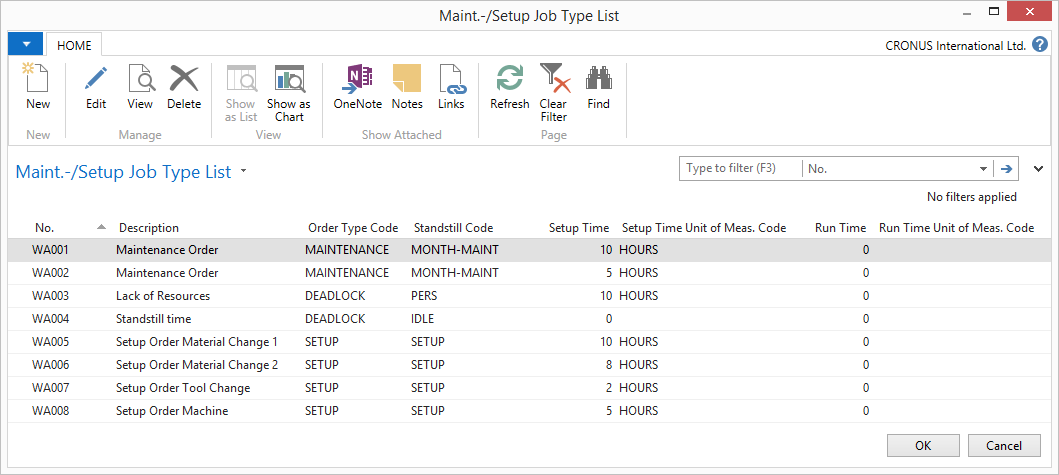 Maint.-/Setup Job Type List
HOME
CRONUS International Ltd.
?
New
Edit
View
Delete
Show as List
Show as Chart
OneNote
Notes
Links
Refresh
Clear Filter
Find
New
Manage
View
Show Attached
Page
Maint.-/Setup Job Type List
Type to filter (F3)
No.
No filters applied
No. Description Order Type Code Standstill Code Setup Time Setup Time Unit of Meas. Code Run Time Run Time Unit of Meas. Code
WA001 Maintenance Order MAINTENANCE MONTH-MAINT 10 HOURS 0
WA002 Maintenance Order MAINTENANCE MONTH-MAINT 5 HOURS 0
WA003 Lack of Resources DEADLOCK PERS 10 HOURS 0
WA004 Standstill time DEADLOCK IDLE 0 0
WA005 Setup Order Material Change 1 SETUP SETUP 10 HOURS 0
WA006 Setup Order Material Change 2 SETUP SETUP 8 HOURS 0
WA007 Setup Order Tool Change SETUP SETUP 2 HOURS 0
WA008 Setup Order Machine SETUP SETUP 5 HOURS 0
OK
Cancel